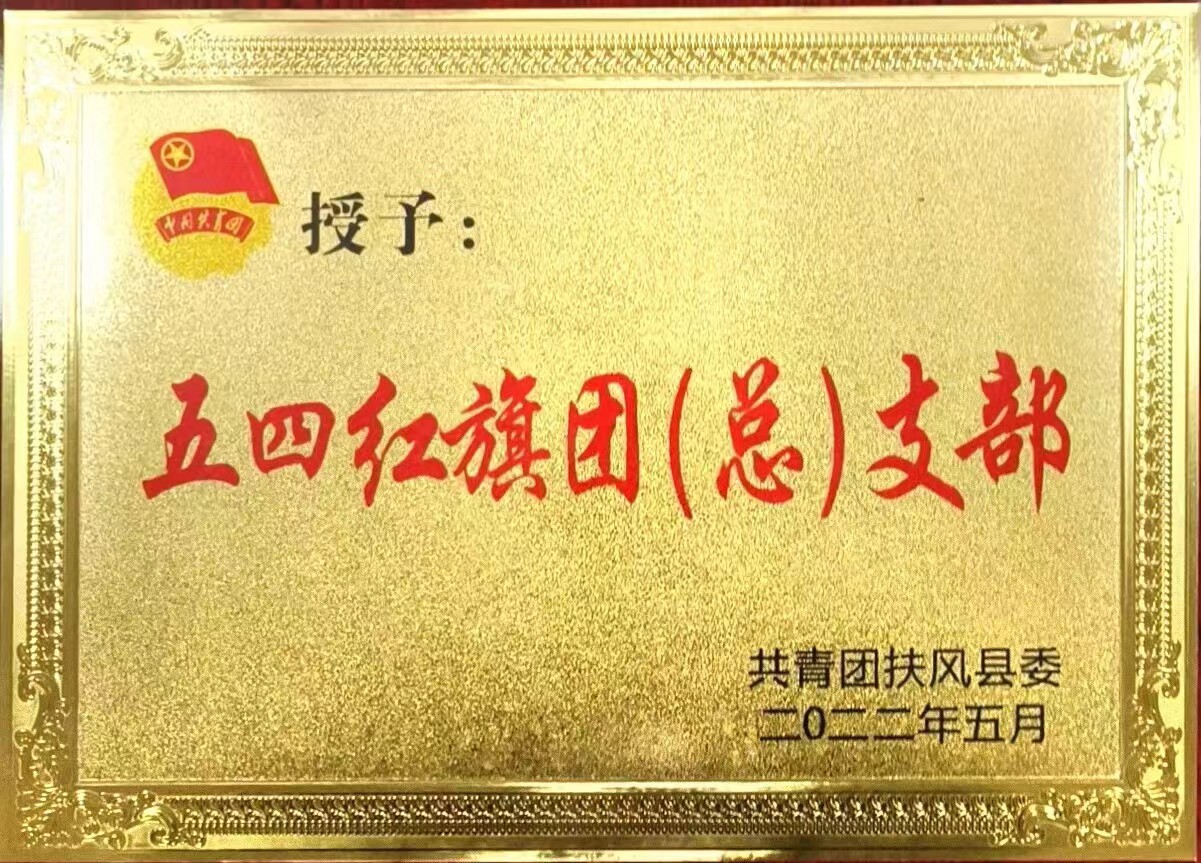 中国共青团
授予：
五四红旗团(总)支部
共青团扶风县委
二0二二年五月